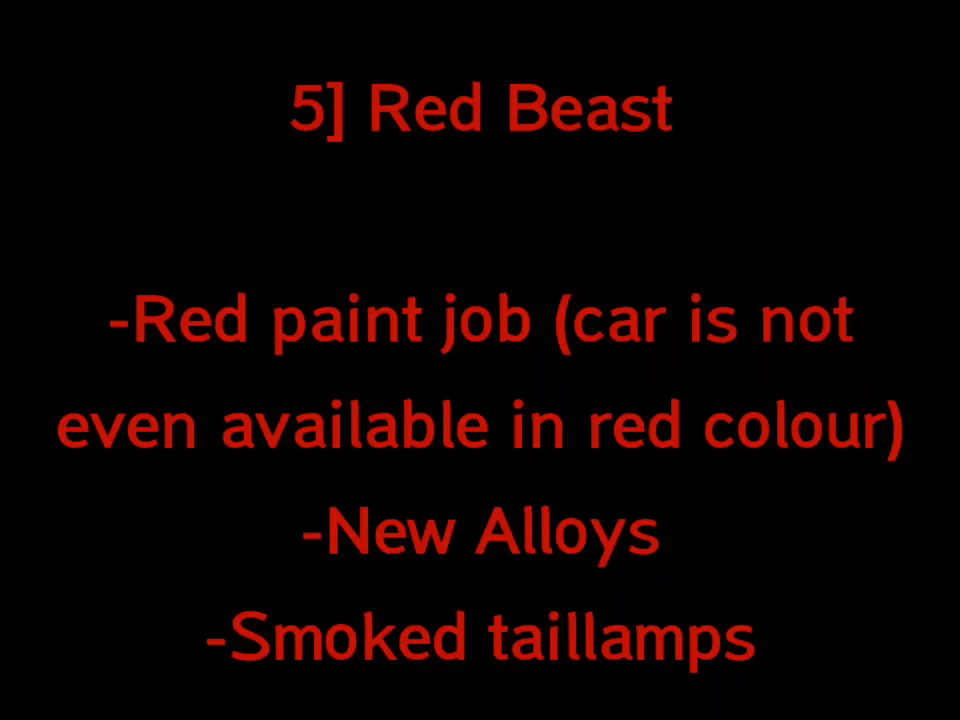 5] Red Beast
-Red paint job (car is not
even available in red colour)
-New Alloys
-Smoked taillamps